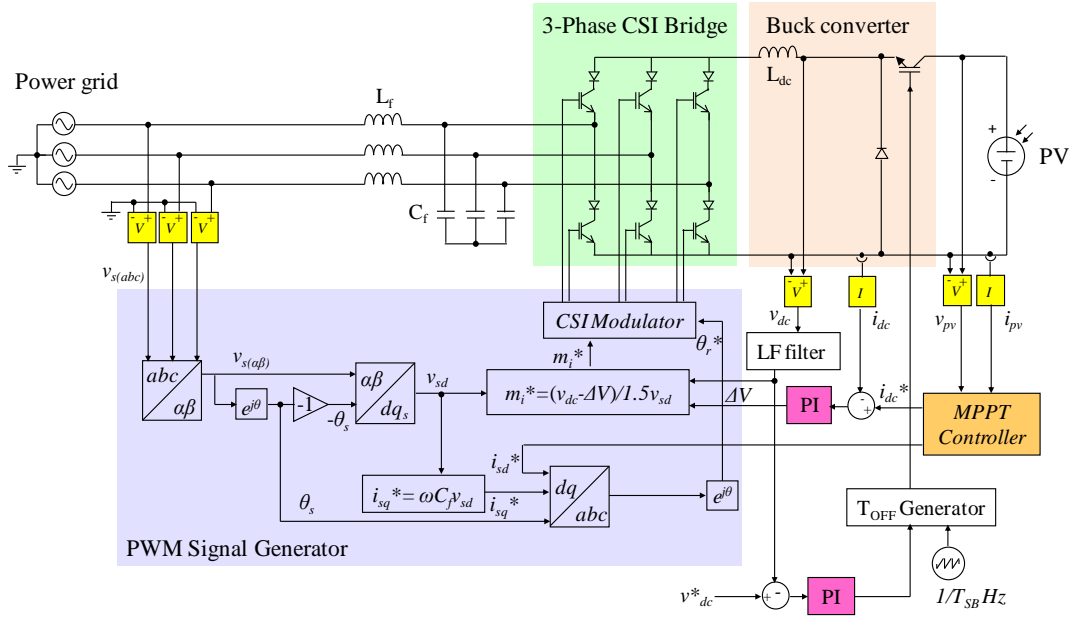 3-Phase CSI Bridge
Buck converter
Power grid
L_f
L_dc
+
PV
-
C_f
- V +
- V +
- V +
v_s(abc)
- V +
I
- V +
I
v_dc
i_dc
v_pv
i_pv
CSI Modulator
θ_r*
LF filter
m_i*
v_s(αβ)
abc
αβ
αβ
dq_s
v_sd
m_i*=(v_dc-ΔV)/1.5v_sd
ΔV
PI
-
+
i_dc*
MPPT
Controller
e^jθ
-1
-θ_s
i_sd*
θ_s
i_sq*= ωC_f v_sd
i_sq*
dq
abc
e^jθ
T_OFF Generator
PWM Signal Generator
v*_dc
+
-
PI
1/T_SB Hz